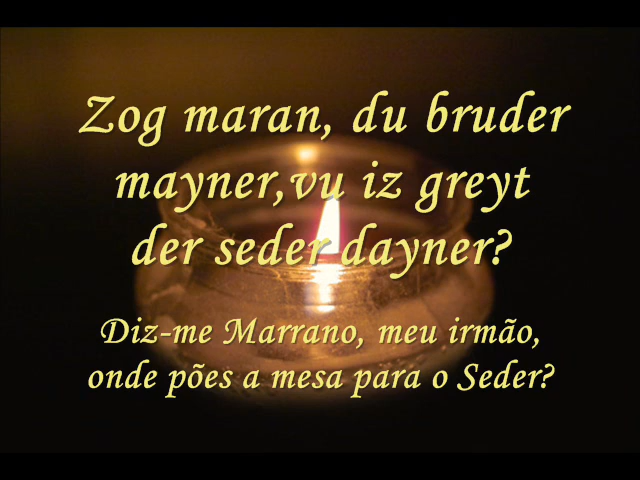 Zog maran, du bruder
mayner,vu iz greyt
der seder dayner?
Diz-me Marrano, meu irmão,
onde pões a mesa para o Seder?